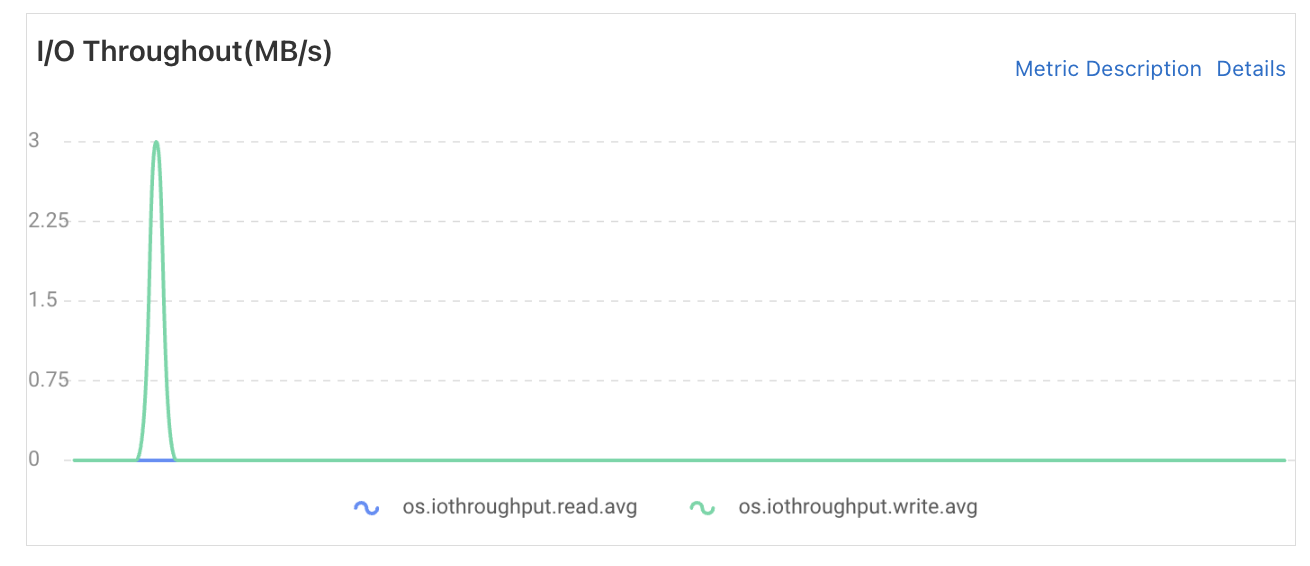 I/O Throughout(MB/s)
Metric Description Details
3
2.25
1.5
0.75
0
os.iothroughput.read.avg os.iothroughput.write.avg